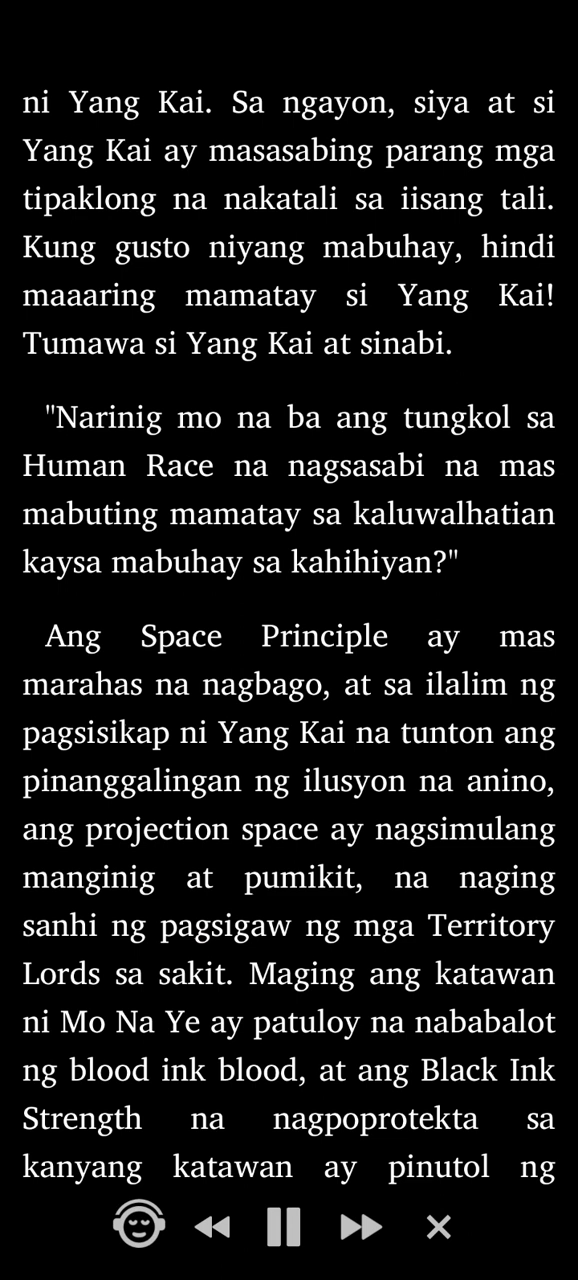 ni Yang Kai. Sa ngayon, siya at si
Yang Kai ay masasabing parang mga
tipaklong na nakatali sa iisang tali.
Kung gusto niyang mabuhay, hindi
maaaring mamatay si Yang Kai!
Tumawa si Yang Kai at sinabi.
"Narinig mo na ba ang tungkol sa
Human Race na nagsasabi na mas
mabuting mamatay sa kaluwalhatian
kaysa mabuhay sa kahihiyan?"
Ang Space Principle ay mas
marahas na nagbago, at sa ilalim ng
pagsisikap ni Yang Kai na tunton ang
pinanggalingan ng ilusyon na anino,
ang projection space ay nagsimulang
manginig at pumikit, na naging
sanhi ng pagsigaw ng mga Territory
Lords sa sakit. Maging ang katawan
ni Mo Na Ye ay patuloy na nababalot
ng blood ink blood, at ang Black Ink
Strength na nagpoprotekta sa
kanyang katawan ay pinutol ng